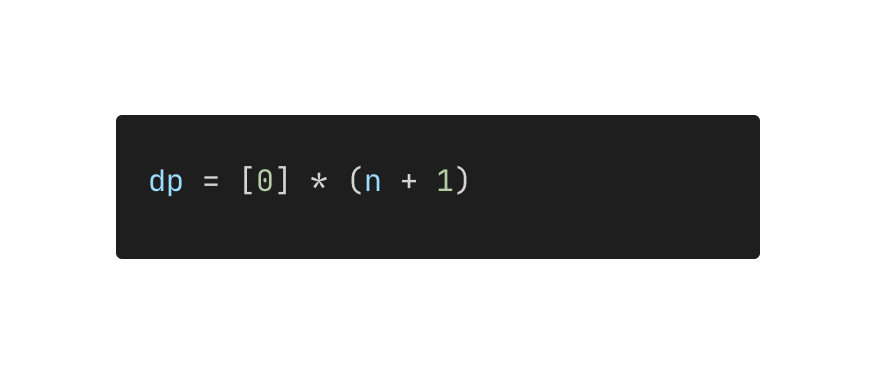 dp = [0] * (n + 1)